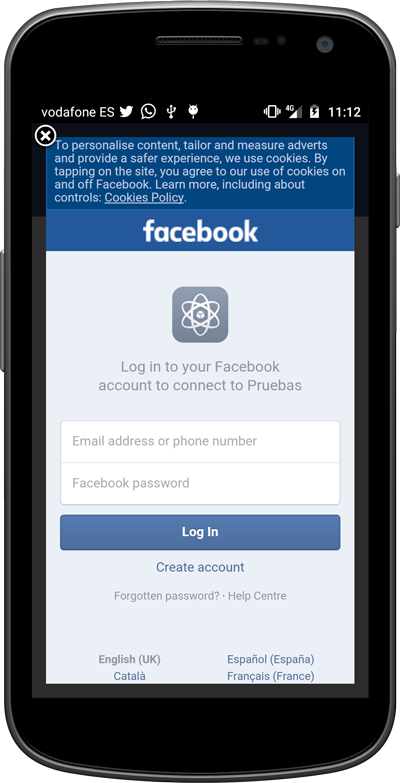 vodafone ES 4G 11:12
To personalise content, tailor and measure adverts
and provide a safer experience, we use cookies. By
tapping on the site, you agree to our use of cookies on
and off Facebook. Learn more, including about
controls: Cookies Policy.
facebook
Log in to your Facebook
account to connect to Pruebas
Email address or phone number
Facebook password
Log In
Create account
Forgotten password? · Help Centre
English (UK) Español (España)
Català Français (France)